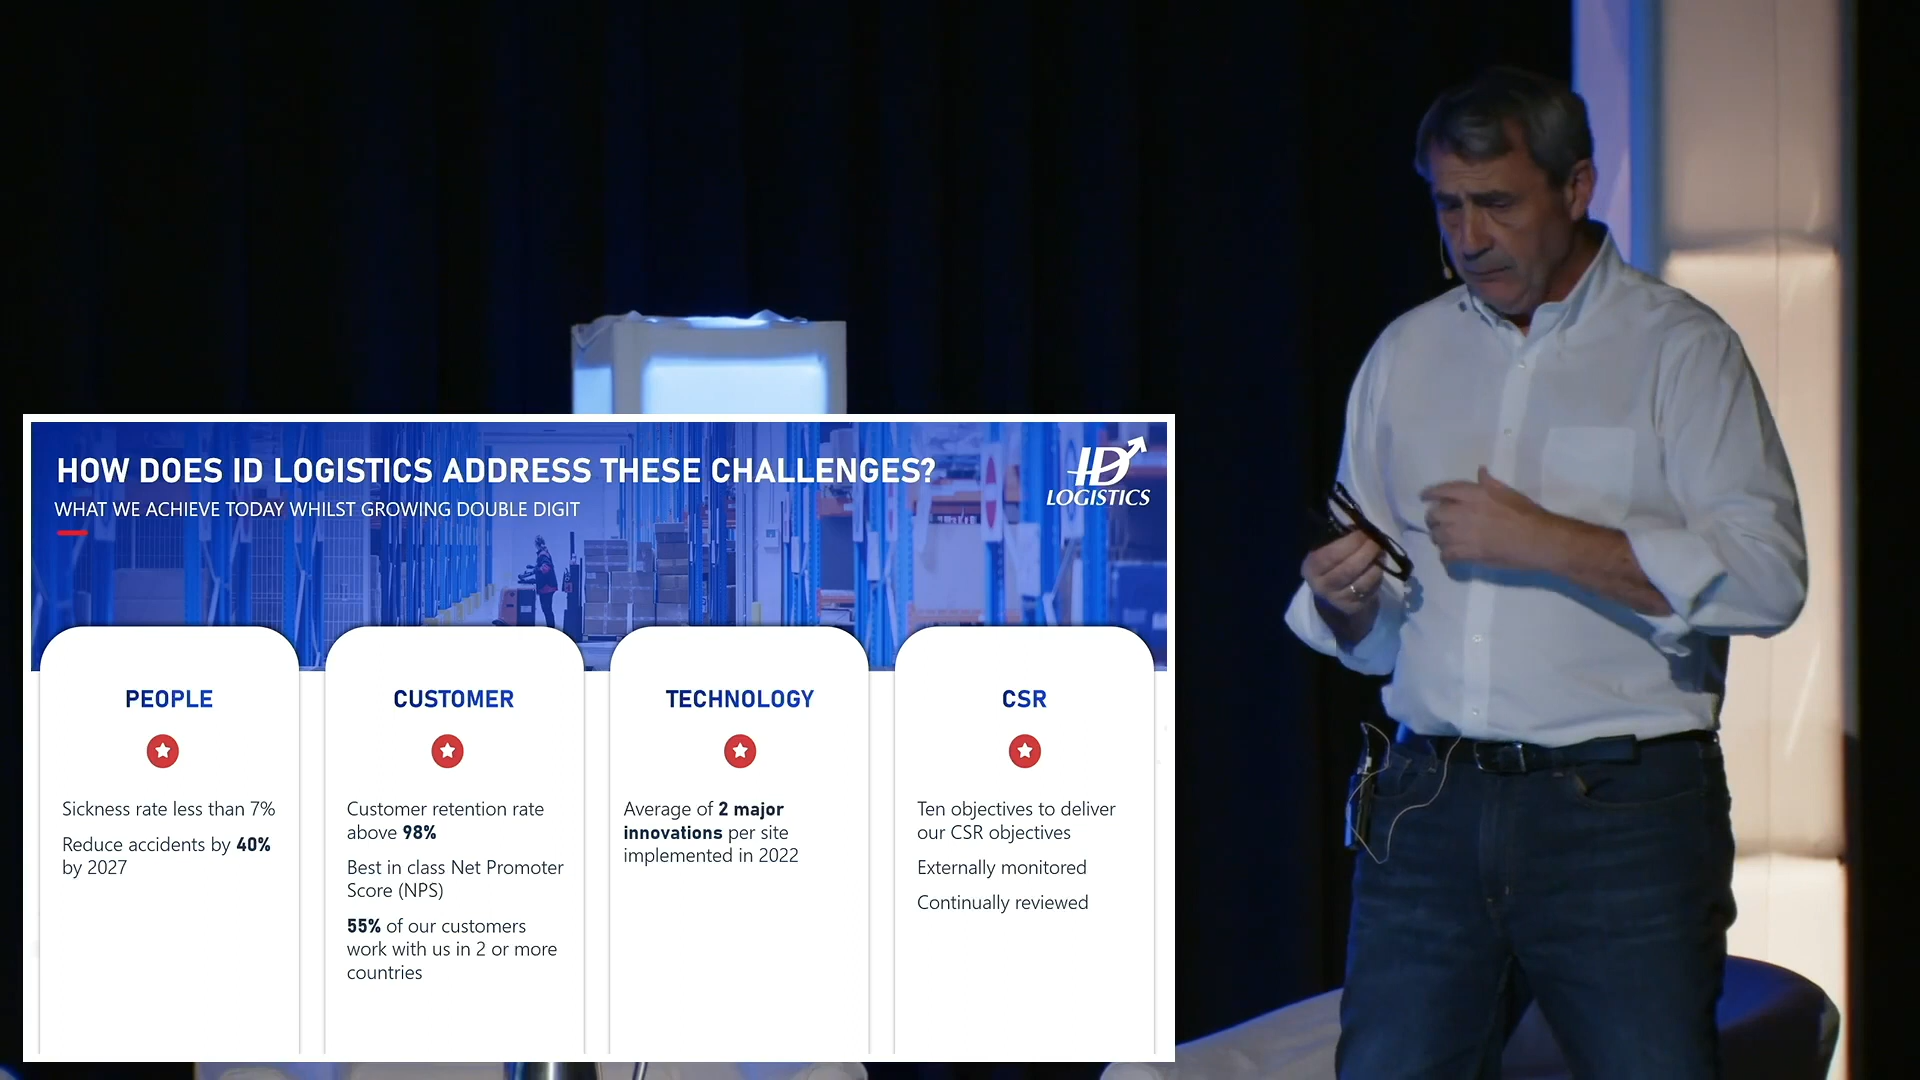 HOW DOES ID LOGISTICS ADDRESS THESE CHALLENGES?
WHAT WE ACHIEVE TODAY WHILST GROWING DOUBLE DIGIT
ID
LOGISTICS
PEOPLE
Sickness rate less than 7%
Reduce accidents by 40%
by 2027
CUSTOMER
Customer retention rate
above 98%
Best in class Net Promoter
Score (NPS)
55% of our customers
work with us in 2 or more
countries
TECHNOLOGY
Average of 2 major
innovations per site
implemented in 2022
CSR
Ten objectives to deliver
our CSR objectives
Externally monitored
Continually reviewed